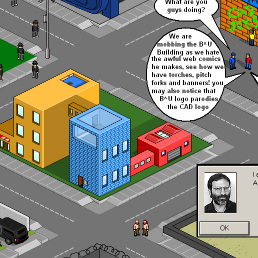 What are you
guys doing?
We are
mobbing the B*U
Building as we hate
the awful web comics
he makes, see how we
have torches, pitch
forks and banners! you
may also notice that
B*U logo parodies
the CAD logo
OK